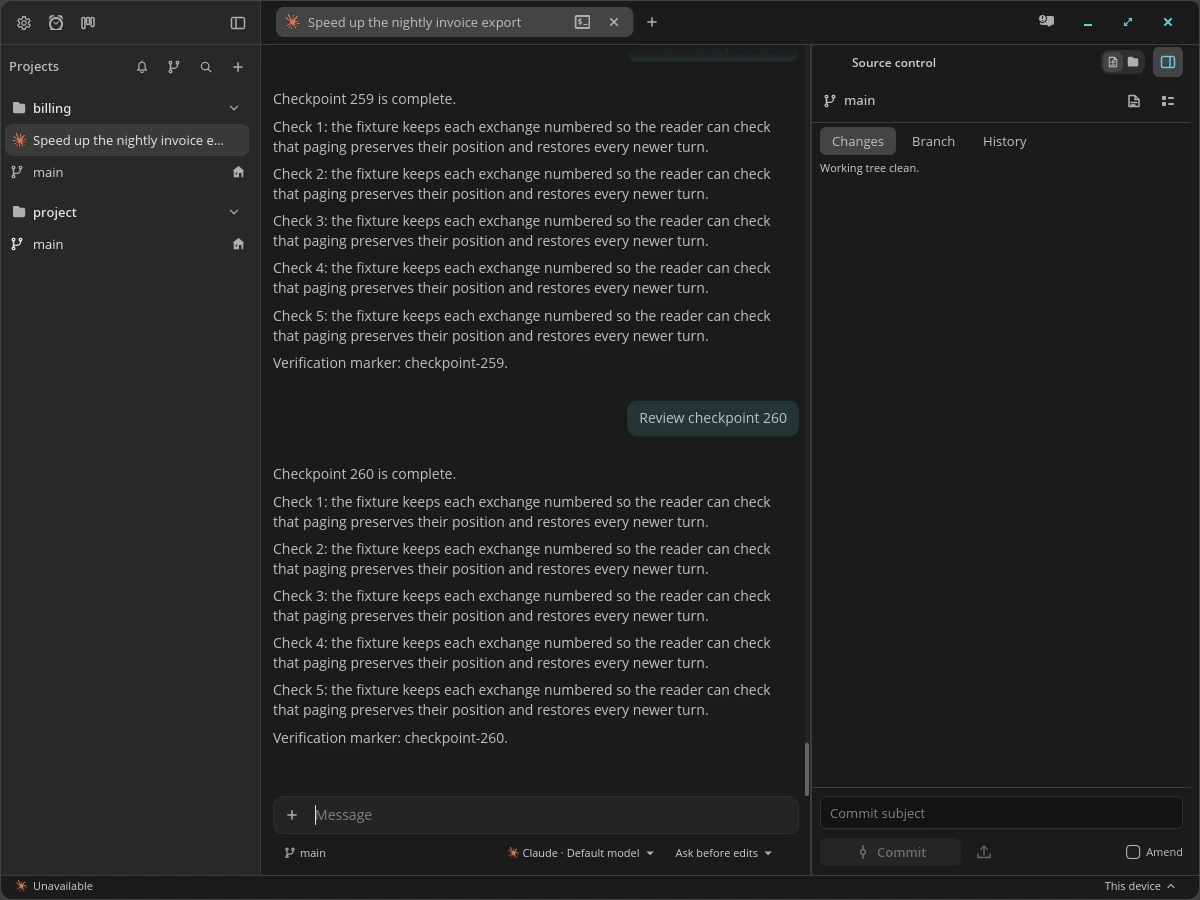 Speed up the nightly invoice export
Projects
billing
Speed up the nightly invoice e...
main
project
main
Checkpoint 259 is complete.
Check 1: the fixture keeps each exchange numbered so the reader can check
that paging preserves their position and restores every newer turn.
Check 2: the fixture keeps each exchange numbered so the reader can check
that paging preserves their position and restores every newer turn.
Check 3: the fixture keeps each exchange numbered so the reader can check
that paging preserves their position and restores every newer turn.
Check 4: the fixture keeps each exchange numbered so the reader can check
that paging preserves their position and restores every newer turn.
Check 5: the fixture keeps each exchange numbered so the reader can check
that paging preserves their position and restores every newer turn.
Verification marker: checkpoint-259.
Review checkpoint 260
Checkpoint 260 is complete.
Check 1: the fixture keeps each exchange numbered so the reader can check
that paging preserves their position and restores every newer turn.
Check 2: the fixture keeps each exchange numbered so the reader can check
that paging preserves their position and restores every newer turn.
Check 3: the fixture keeps each exchange numbered so the reader can check
that paging preserves their position and restores every newer turn.
Check 4: the fixture keeps each exchange numbered so the reader can check
that paging preserves their position and restores every newer turn.
Check 5: the fixture keeps each exchange numbered so the reader can check
that paging preserves their position and restores every newer turn.
Verification marker: checkpoint-260.
Message
main
Claude · Default model
Ask before edits
Source control
main
Changes
Branch
History
Working tree clean.
Commit subject
Commit
Amend
Unavailable
This device